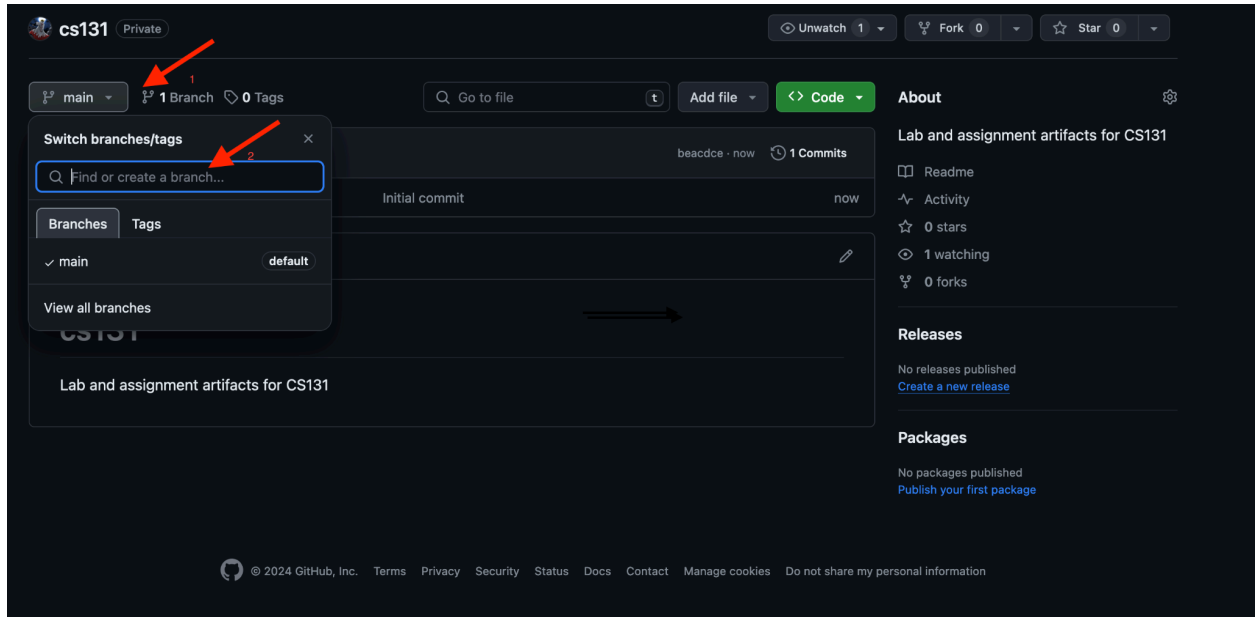 cs131 Private
Unwatch 1 Fork 0 Star 0
1
main 1 Branch 0 Tags Go to file t Add file <> Code About
Switch branches/tags
2
Find or create a branch...
Branches Tags
main default
View all branches
beacdce · now 1 Commits
Initial commit now
cs131
Lab and assignment artifacts for CS131
Lab and assignment artifacts for CS131
Readme
Activity
0 stars
1 watching
0 forks
Releases
No releases published
Create a new release
Packages
No packages published
Publish your first package
© 2024 GitHub, Inc. Terms Privacy Security Status Docs Contact Manage cookies Do not share my personal information